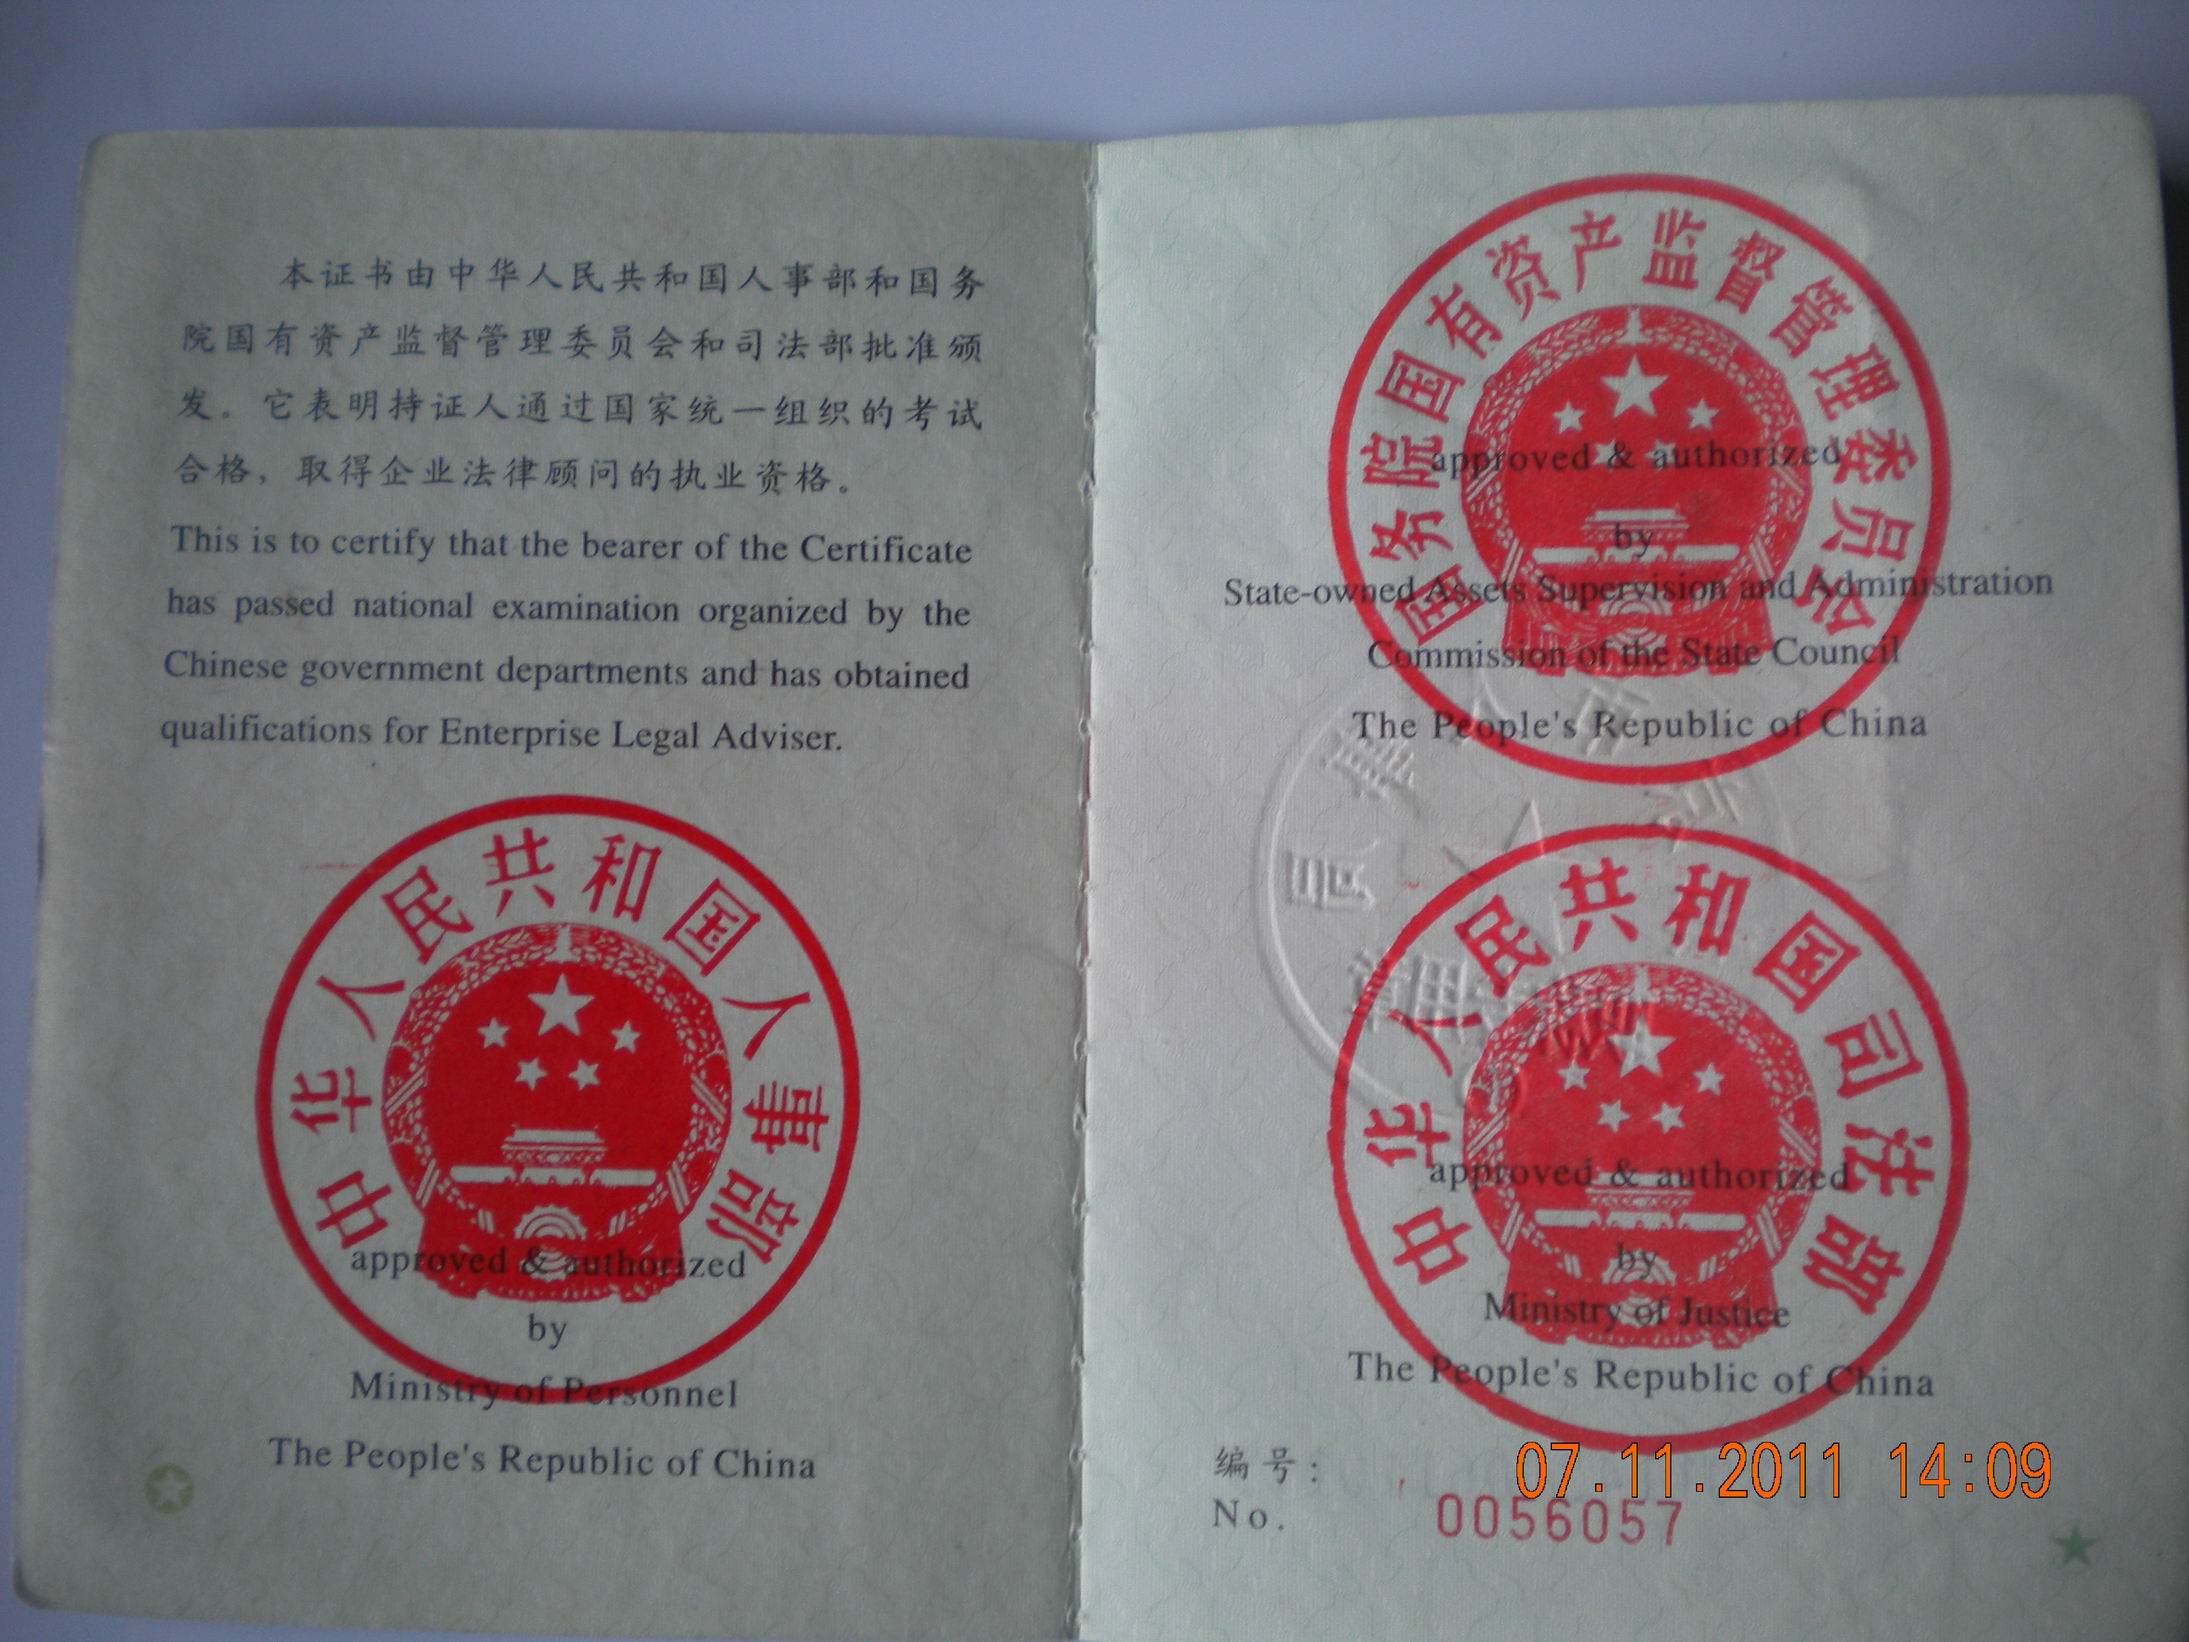 本证书由中华人民共和国人事部和国务
院国有资产监督管理委员会和司法部批准颁
发。它表明持证人通过国家统一组织的考试
合格，取得企业法律顾问的执业资格。
This is to certify that the bearer of the Certificate
has passed national examination organized by the
Chinese government departments and has obtained
qualifications for Enterprise Legal Adviser.
中华人民共和国人事部
approved & authorized
by
Ministry of Personnel
The People's Republic of China
国务院国有资产监督管理委员会
approved & authorized
by
State-owned Assets Supervision and Administration
Commission of the State Council
The People's Republic of China
中华人民共和国司法部
approved & authorized
by
Ministry of Justice
The People's Republic of China
编号：
No. 0056057
07.11.2011 14:09